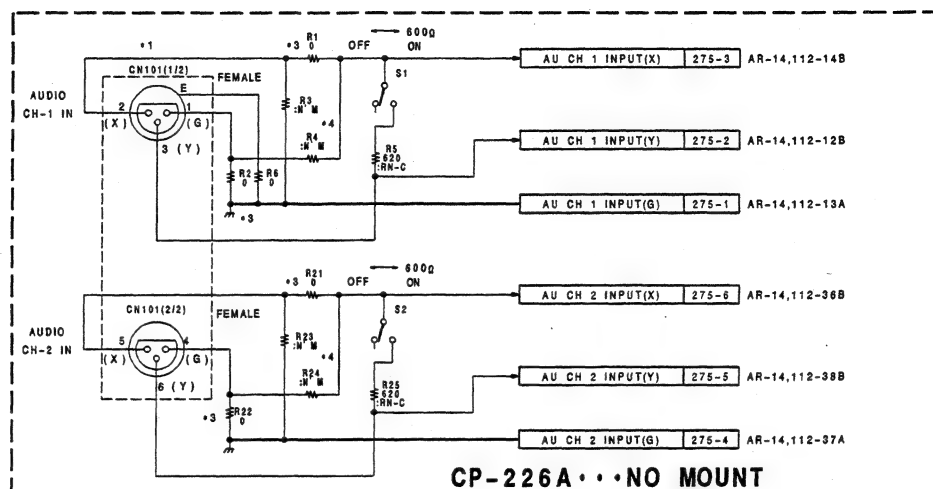 *1
*3 R1
0
OFF
600Ω
ON
S1
CN101(1/2)
FEMALE
E
AUDIO
CH-1 IN
2
1
(X)
(G)
3 (Y)
R3
:N M
*4
R4
:N M
R2
0
R6
0
R5
620
:RN-C
*3
AU CH 1 INPUT(X) 275-3 AR-14,112-14B
AU CH 1 INPUT(Y) 275-2 AR-14,112-12B
AU CH 1 INPUT(G) 275-1 AR-14,112-13A
*3 R21
0
OFF
600Ω
ON
S2
CN101(2/2)
FEMALE
AUDIO
CH-2 IN
5
4
(X)
(G)
6 (Y)
R23
:N M
*4
R24
:N M
*3
R22
0
R25
620
:RN-C
AU CH 2 INPUT(X) 275-6 AR-14,112-36B
AU CH 2 INPUT(Y) 275-5 AR-14,112-38B
AU CH 2 INPUT(G) 275-4 AR-14,112-37A
CP-226A···NO MOUNT